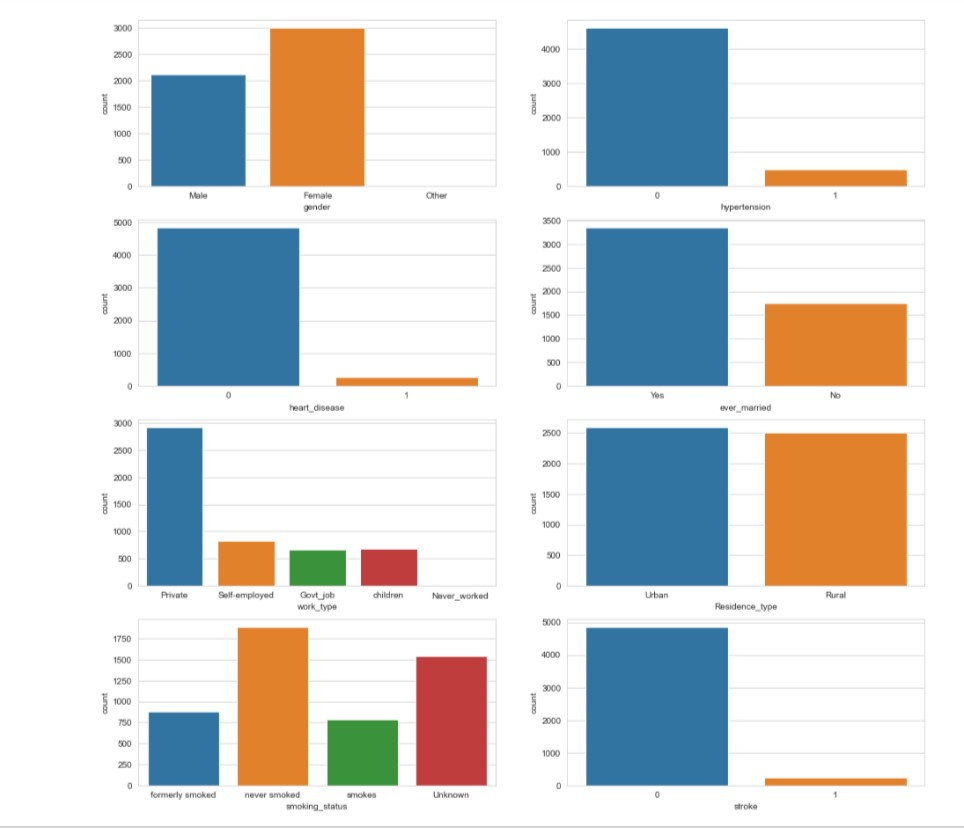 3000
2500
2000
1500
1000
500
0
count
Male Female Other
gender
4000
3000
2000
1000
0
count
0 1
hypertension
5000
4000
3000
2000
1000
0
count
0 1
heart_disease
3500
3000
2500
2000
1500
1000
500
0
count
Yes No
ever_married
3000
2500
2000
1500
1000
500
0
count
Private Self-employed Govt_job children Never_worked
work_type
2500
2000
1500
1000
500
0
count
Urban Rural
Residence_type
1750
1500
1250
1000
750
500
250
0
count
formerly smoked never smoked smokes Unknown
smoking_status
5000
4000
3000
2000
1000
0
count
0 1
stroke